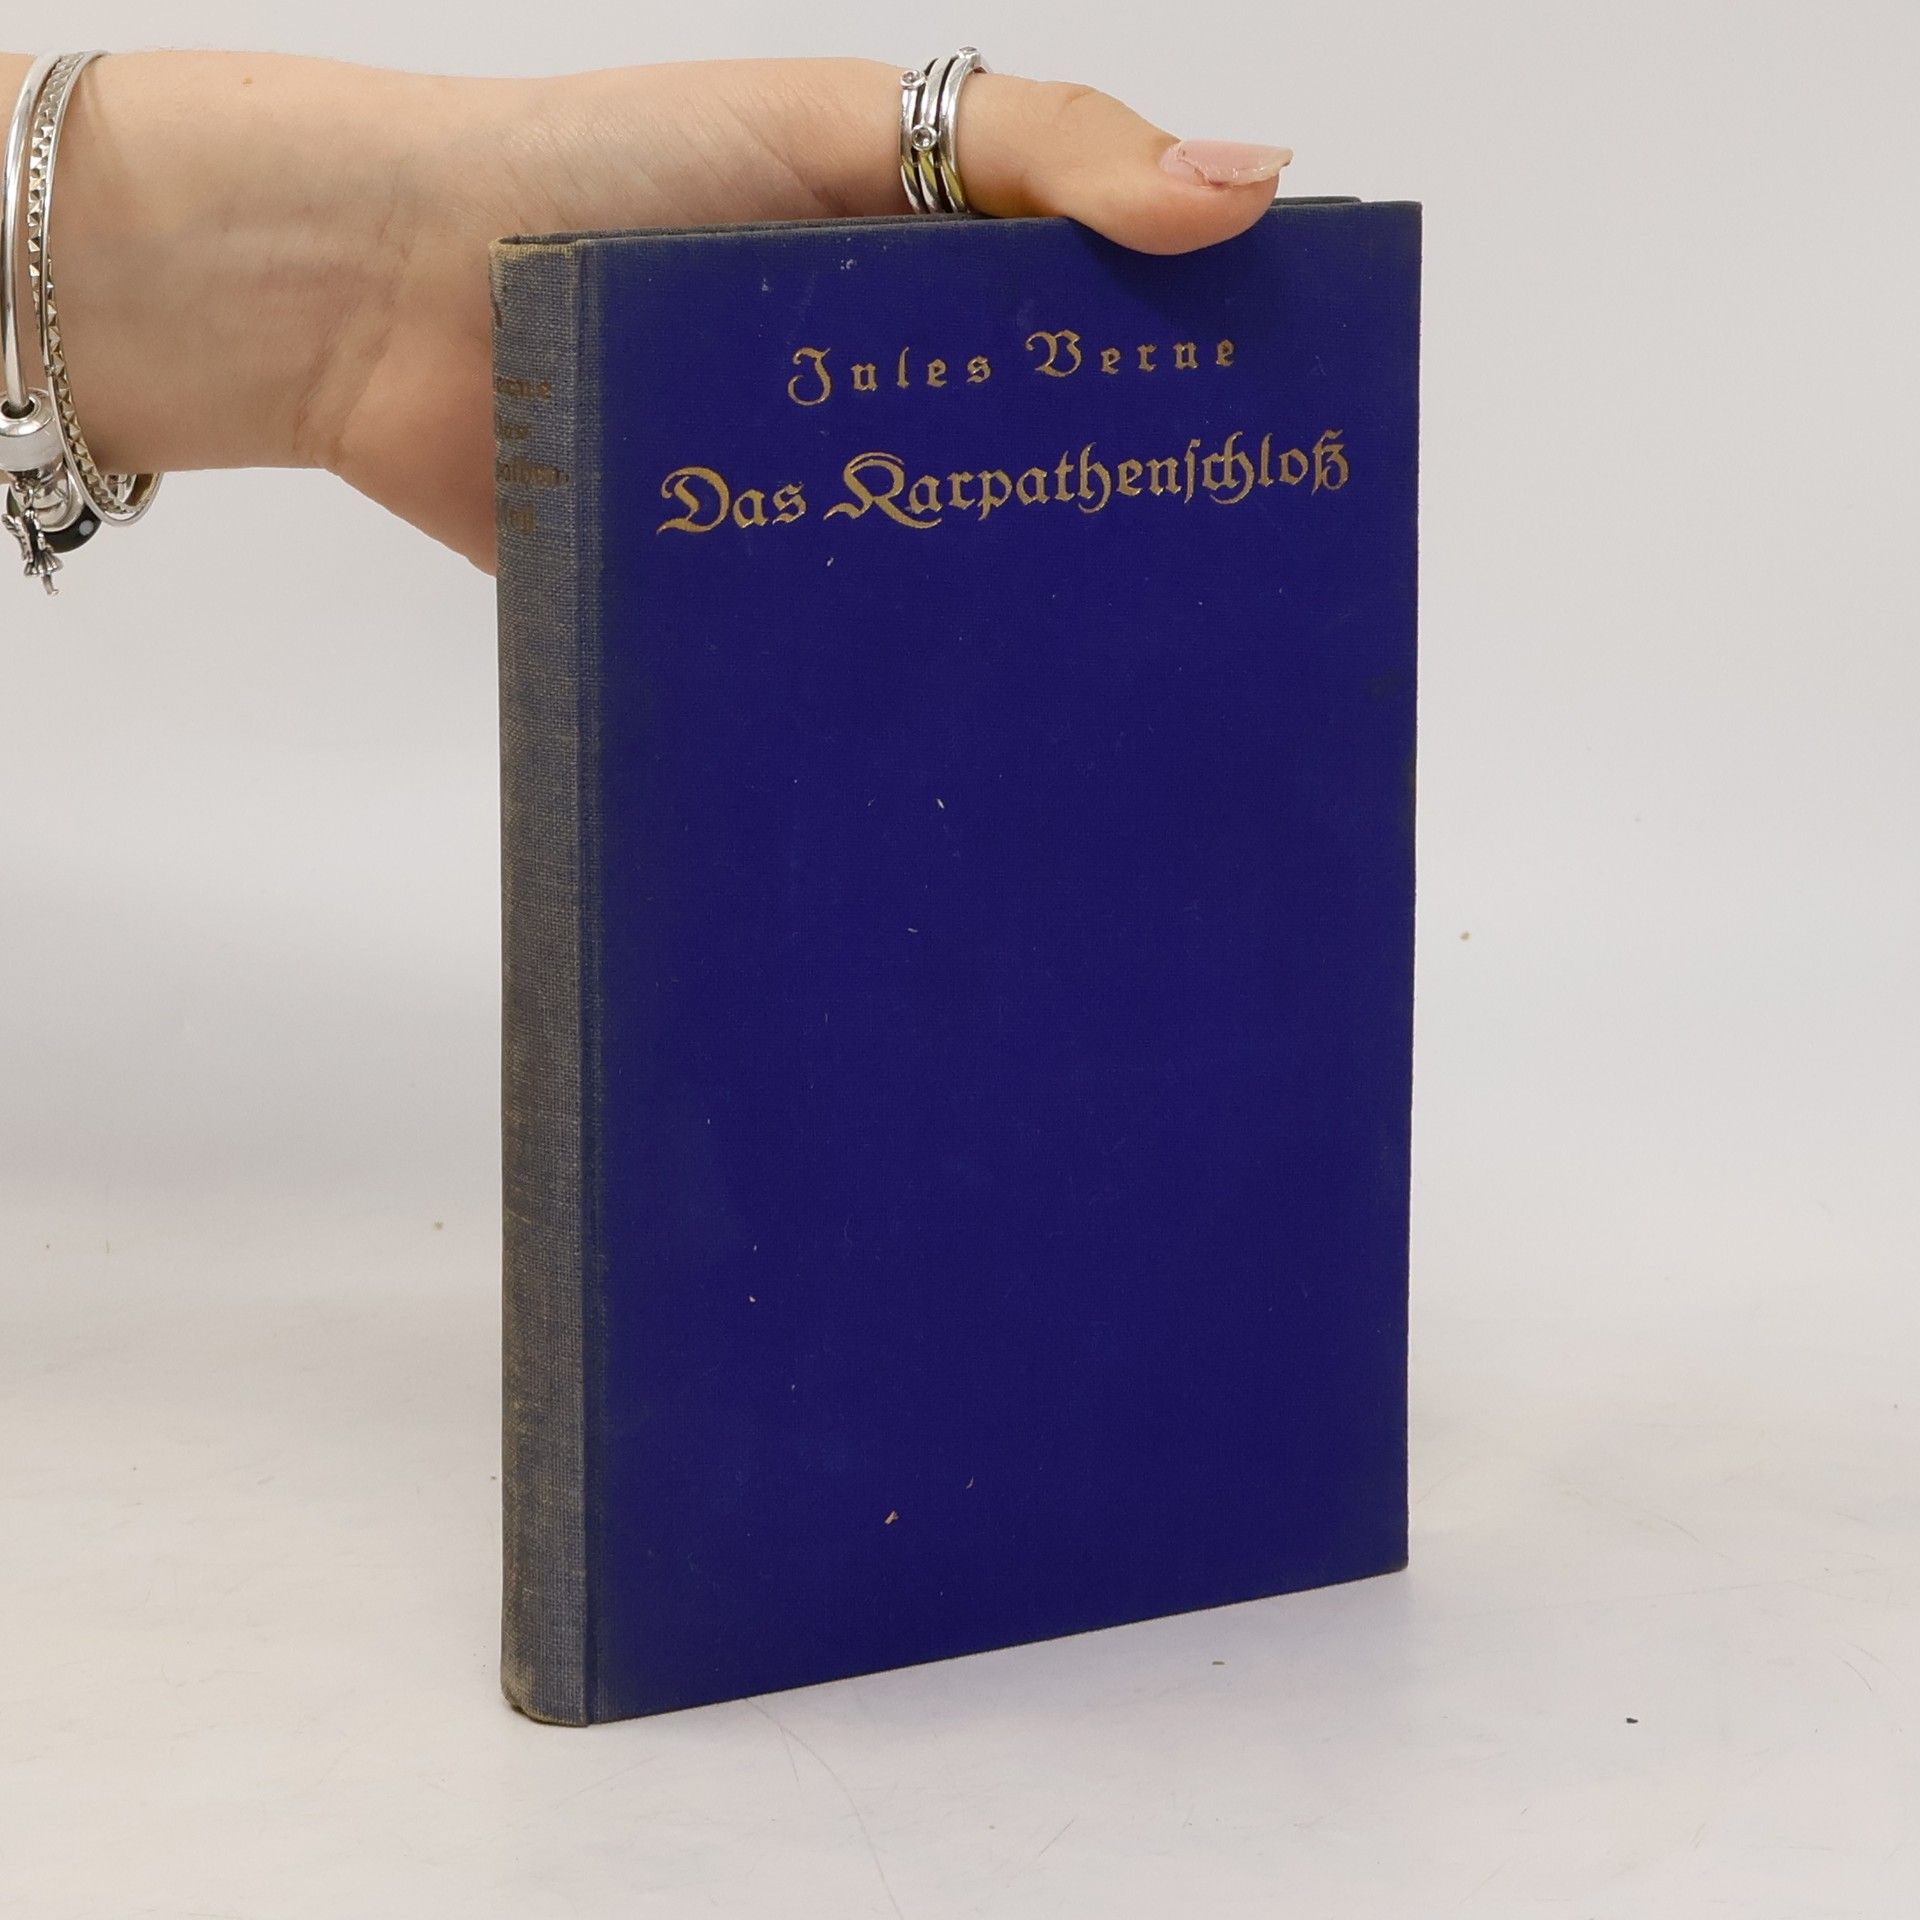 Jules Verne
Das Karpathenschloß